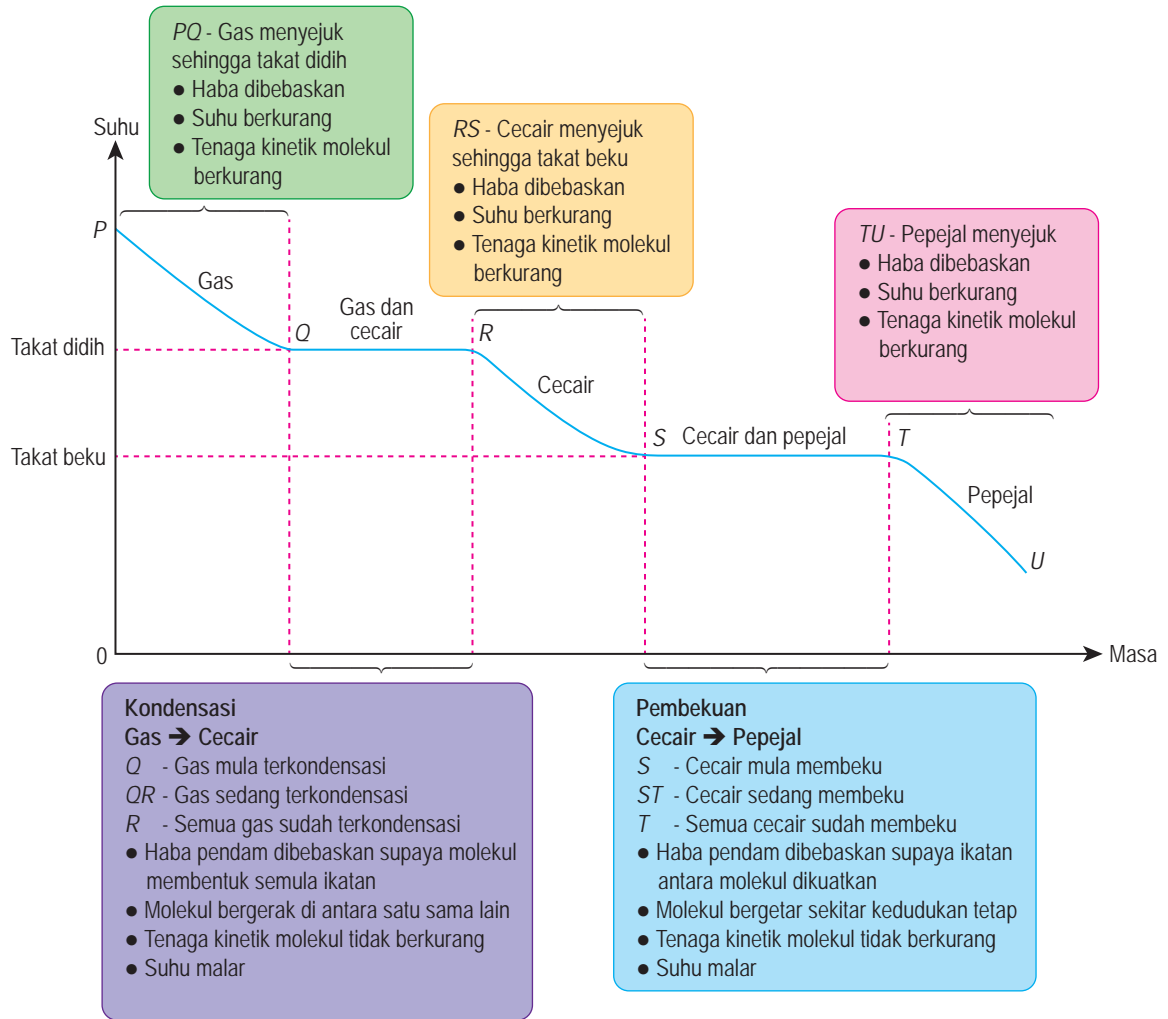 PQ - Gas menyejuk
sehingga takat didih
● Haba dibebaskan
● Suhu berkurang
● Tenaga kinetik molekul
berkurang
RS - Cecair menyejuk
sehingga takat beku
● Haba dibebaskan
● Suhu berkurang
● Tenaga kinetik molekul
berkurang
TU - Pepejal menyejuk
● Haba dibebaskan
● Suhu berkurang
● Tenaga kinetik molekul
berkurang
Suhu
P
Gas
Q
Gas dan
cecair
R
Takat didih
Cecair
S
Cecair dan pepejal
T
Takat beku
Pepejal
U
0
Masa
Kondensasi
Gas ➔ Cecair
Q - Gas mula terkondensasi
QR - Gas sedang terkondensasi
R - Semua gas sudah terkondensasi
● Haba pendam dibebaskan supaya molekul
membentuk semula ikatan
● Molekul bergerak di antara satu sama lain
● Tenaga kinetik molekul tidak berkurang
● Suhu malar
Pembekuan
Cecair ➔ Pepejal
S - Cecair mula membeku
ST - Cecair sedang membeku
T - Semua cecair sudah membeku
● Haba pendam dibebaskan supaya ikatan
antara molekul dikuatkan
● Molekul bergetar sekitar kedudukan tetap
● Tenaga kinetik molekul tidak berkurang
● Suhu malar